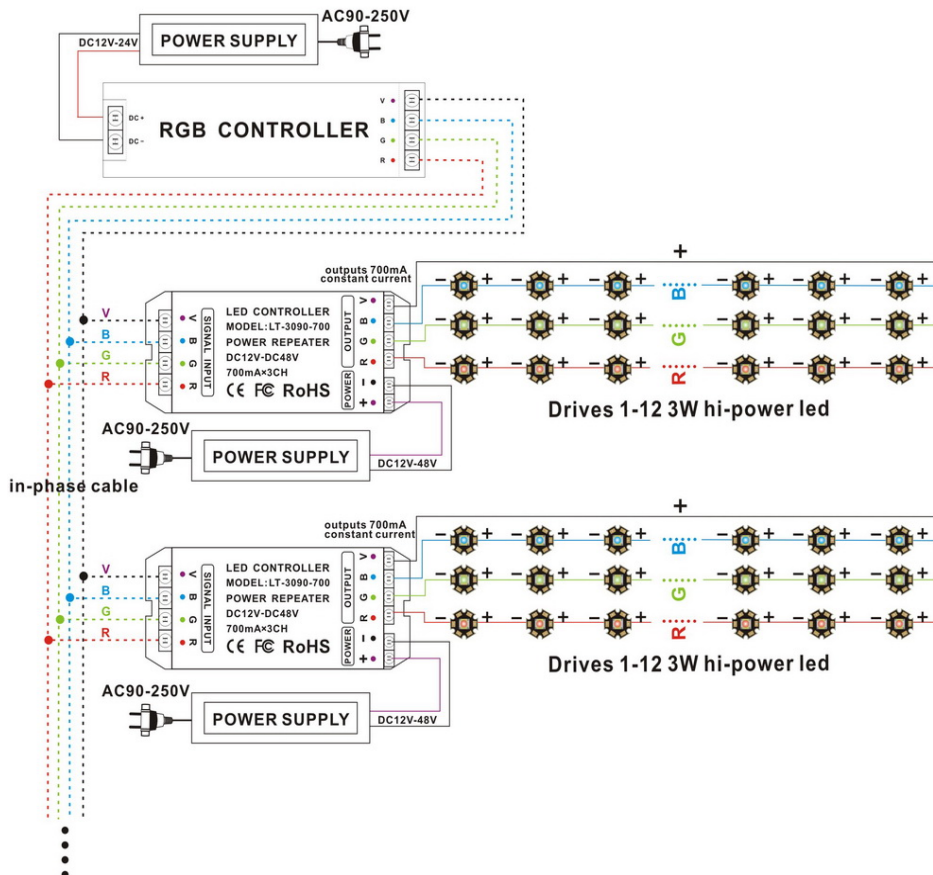 AC90-250V
DC12V-24V
POWER SUPPLY
DC+
DC-
RGB CONTROLLER
V
B
G
R
outputs 700mA
constant current
+
V
B
G
R
V
B
G
R
SIGNAL INPUT
LED CONTROLLER
MODEL:LT-3090-700
POWER REPEATER
DC12V-DC48V
700mA×3CH
CE FC RoHS
OUTPUT
V
B
G
R
POWER
−
+
− + − + − + B − + − + −
− + − + − + G − + − + −
− + − + − + R − + − + −
Drives 1-12 3W hi-power led
AC90-250V
POWER SUPPLY
DC12V-48V
in-phase cable
outputs 700mA
constant current
+
V
B
G
R
V
B
G
R
SIGNAL INPUT
LED CONTROLLER
MODEL:LT-3090-700
POWER REPEATER
DC12V-DC48V
700mA×3CH
CE FC RoHS
OUTPUT
V
B
G
R
POWER
−
+
− + − + − + B − + − + −
− + − + − + G − + − + −
− + − + − + R − + − + −
Drives 1-12 3W hi-power led
AC90-250V
POWER SUPPLY
DC12V-48V